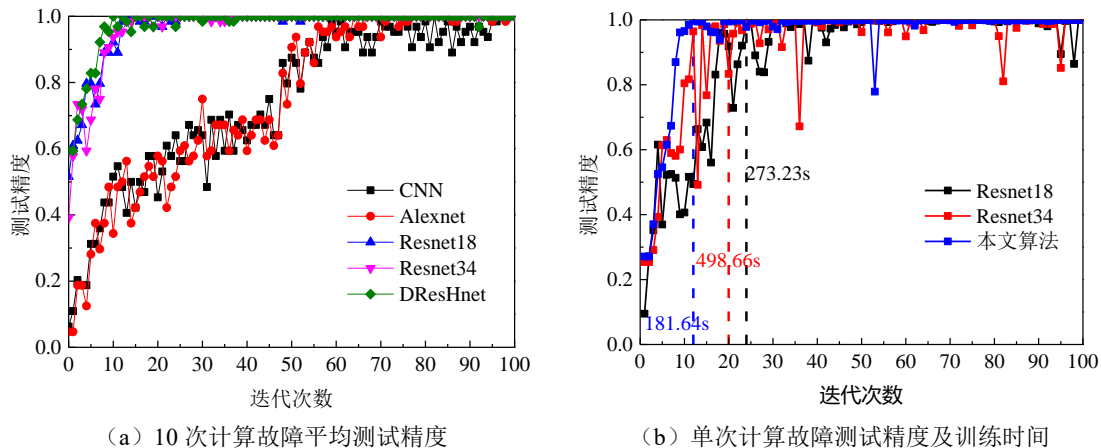 1.0
0.8
0.6
0.4
0.2
0.0
测试精度
CNN
Alexnet
Resnet18
Resnet34
DResHnet
0 10 20 30 40 50 60 70 80 90 100
迭代次数
（a）10 次计算故障平均测试精度
1.0
0.8
0.6
0.4
0.2
0.0
测试精度
273.23s
498.66s
181.64s
Resnet18
Resnet34
本文算法
0 10 20 30 40 50 60 70 80 90 100
迭代次数
（b）单次计算故障测试精度及训练时间